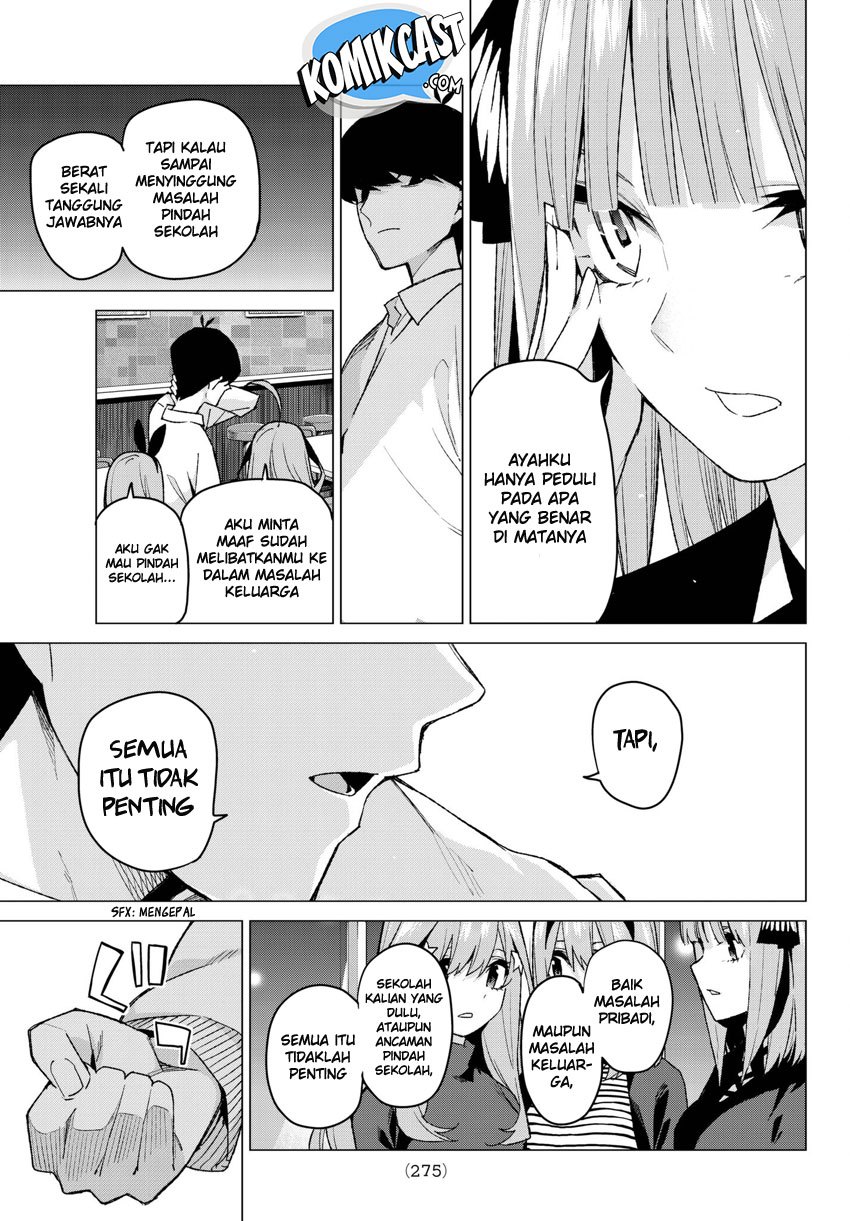 KOMIKCAST
.COM
AYAHKU
HANYA PEDULI
PADA APA
YANG BENAR
DI MATANYA
TAPI KALAU
SAMPAI
MENYINGGUNG
MASALAH
PINDAH
SEKOLAH
BERAT
SEKALI
TANGGUNG
JAWABNYA
AKU MINTA
MAAF SUDAH
MELIBATKANMU KE
DALAM MASALAH
KELUARGA
AKU GAK
MAU PINDAH
SEKOLAH...
TAPI,
SEMUA
ITU TIDAK
PENTING
BAIK
MASALAH
PRIBADI,
MAUPUN
MASALAH
KELUAR-
GA,
SEKOLAH
KALIAN YANG
DULU,
ATAUPUN
ANCAMAN
PINDAH
SEKOLAH,
SEMUA ITU
TIDAKLAH
PENTING
SFX: MENGEPAL
(275)